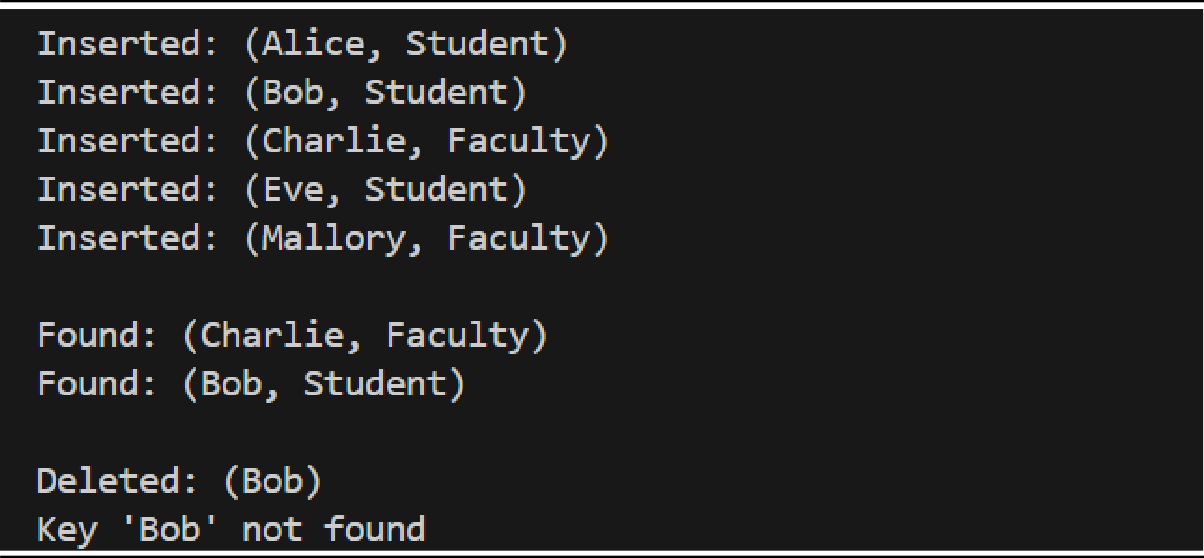 Inserted: (Alice, Student)
Inserted: (Bob, Student)
Inserted: (Charlie, Faculty)
Inserted: (Eve, Student)
Inserted: (Mallory, Faculty)
Found: (Charlie, Faculty)
Found: (Bob, Student)
Deleted: (Bob)
Key 'Bob' not found